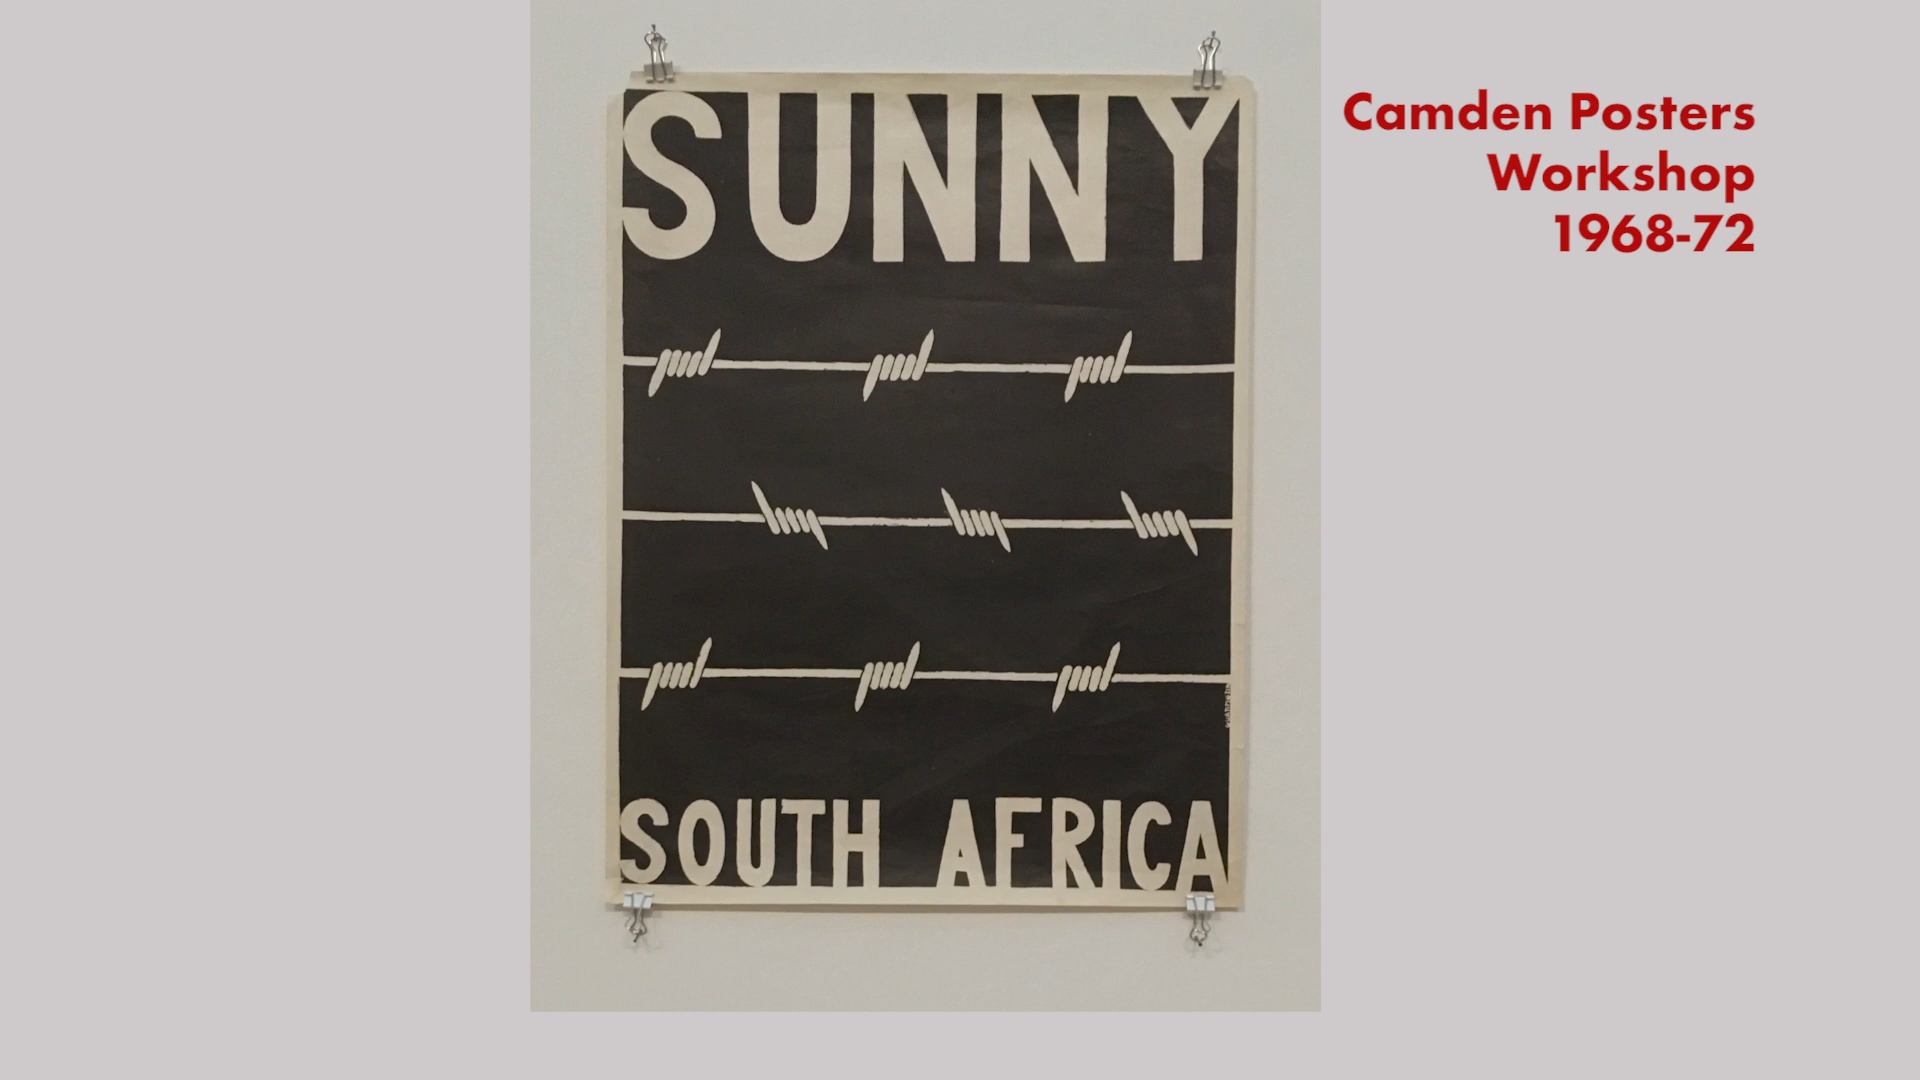 SUNNY
SOUTH AFRICA
Camden Posters
Workshop
1968-72